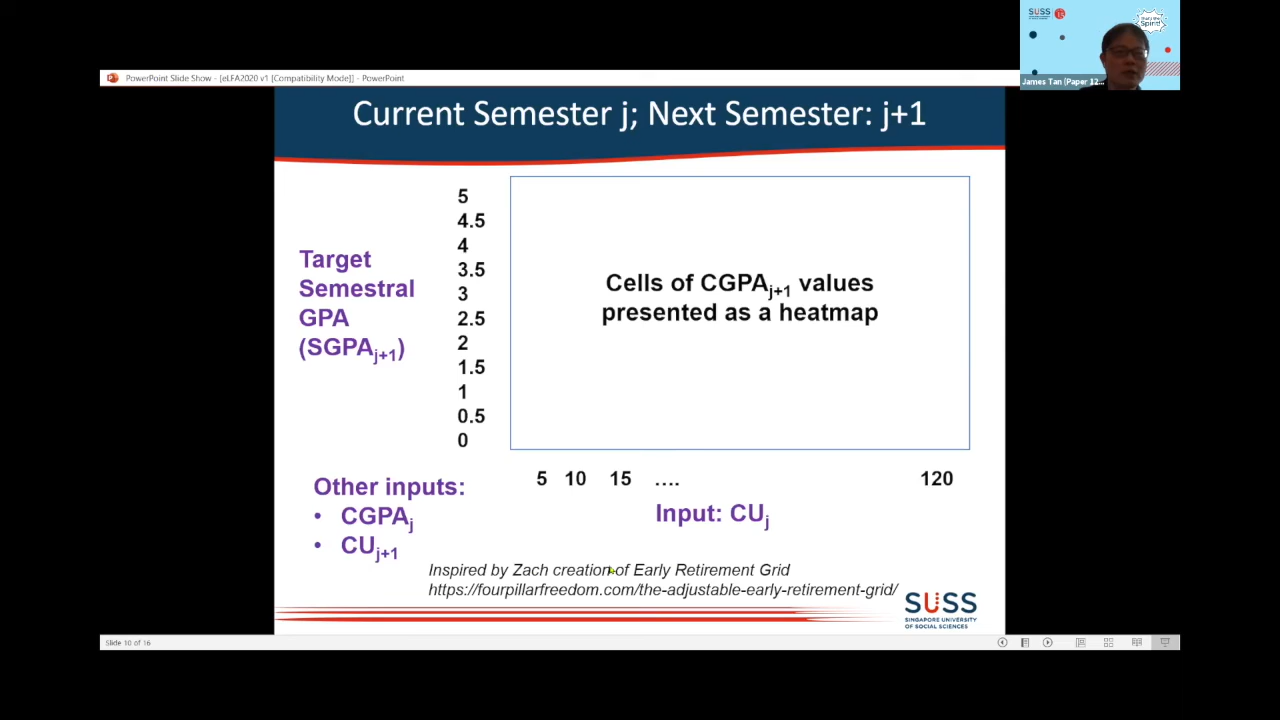 SUSS 15
That's the Spirit!
James Tan (Paper 12...
PowerPoint Slide Show - [eLFA2020 v1 [Compatibility Mode]] - PowerPoint
Current Semester j; Next Semester: j+1
Target
Semestral
GPA
(SGPAj+1)
5
4.5
4
3.5
3
2.5
2
1.5
1
0.5
0
Cells of CGPAj+1 values
presented as a heatmap
5 10 15 .... 120
Input: CUj
Other inputs:
• CGPAj
• CUj+1
Inspired by Zach creation of Early Retirement Grid
https://fourpillarfreedom.com/the-adjustable-early-retirement-grid/
SUSS
SINGAPORE UNIVERSITY
OF SOCIAL SCIENCES
Slide 10 of 16